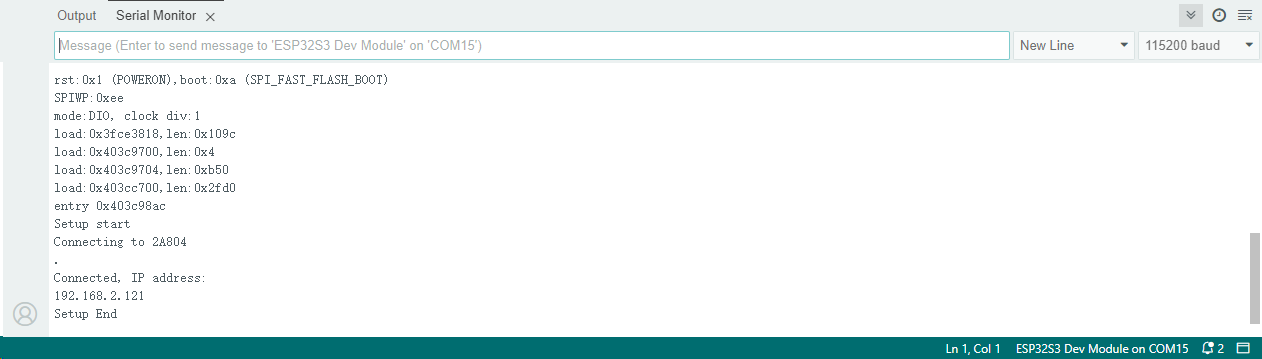 Output Serial Monitor
Message (Enter to send message to 'ESP32S3 Dev Module' on 'COM15') New Line 115200 baud
rst:0x1 (POWERON),boot:0xa (SPI_FAST_FLASH_BOOT)
SPIWP:0xee
mode:DIO, clock div:1
load:0x3fce3818,len:0x109c
load:0x403c9700,len:0x4
load:0x403c9704,len:0xb50
load:0x403cc700,len:0x2fd0
entry 0x403c98ac
Setup start
Connecting to 2A804
.
Connected, IP address:
192.168.2.121
Setup End
Ln 1, Col 1 ESP32S3 Dev Module on COM15 2